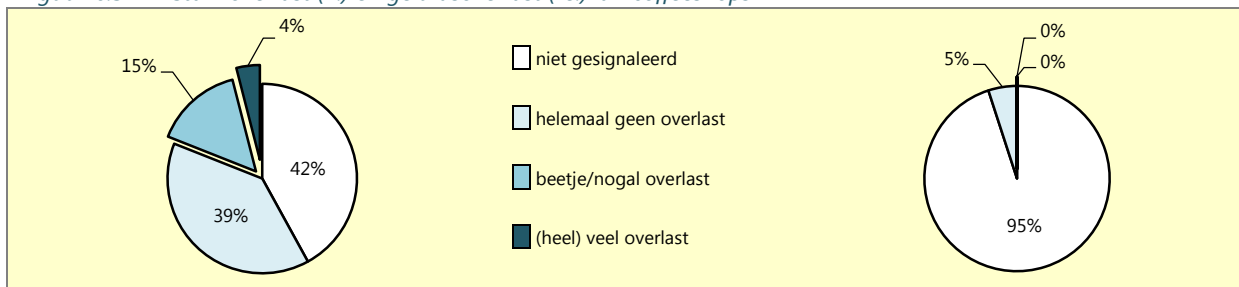 4%
15%
42%
39%
niet gesignaleerd
helemaal geen overlast
beetje/nogal overlast
(heel) veel overlast
0%
0%
5%
95%